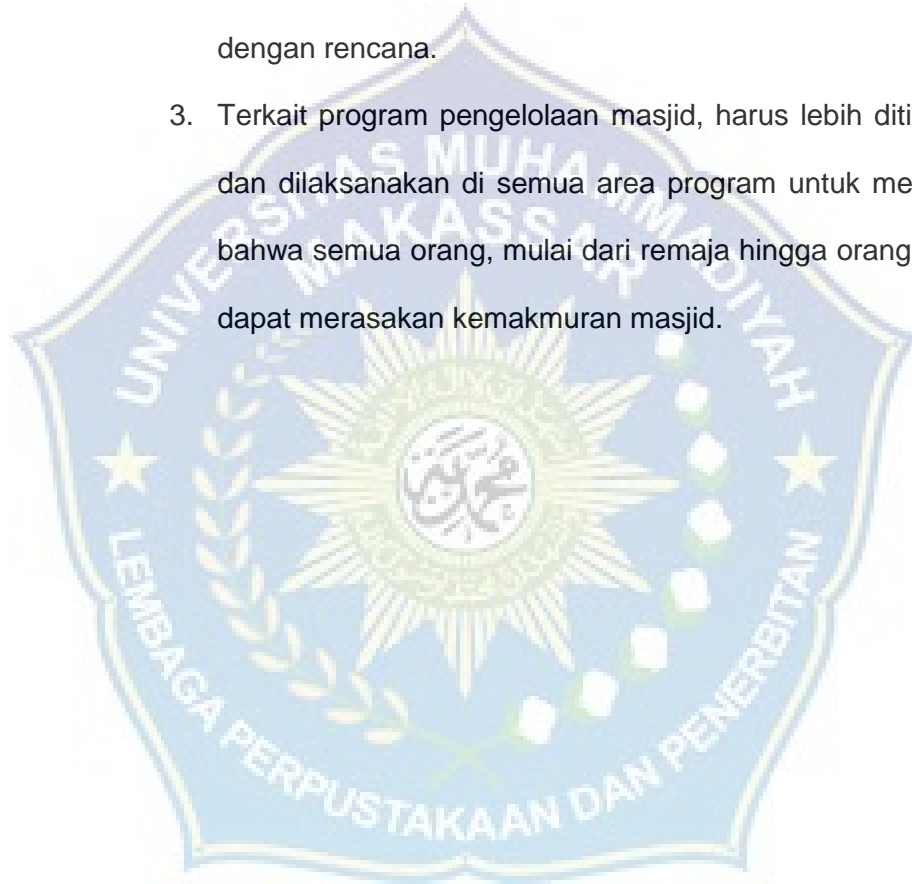 dengan rencana.
3. Terkait program pengelolaan masjid, harus lebih diti
dan dilaksanakan di semua area program untuk me
bahwa semua orang, mulai dari remaja hingga orang
dapat merasakan kemakmuran masjid.
UNIVERSITAS MUHAMMADIYAH
MAKASSAR
محمدية
LEMBAGA PERPUSTAKAAN DAN PENERBITAN